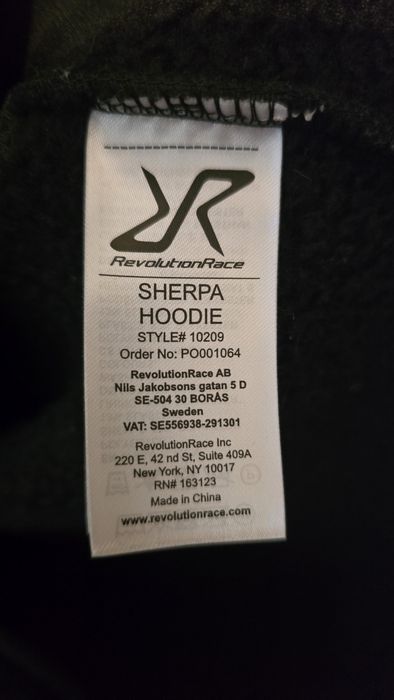 RevolutionRace
SHERPA
HOODIE
STYLE# 10209
Order No: PO001064
RevolutionRace AB
Nils Jakobsons gatan 5 D
SE-504 30 BORÅS
Sweden
VAT: SE556938-291301
RevolutionRace Inc
220 E, 42 nd St, Suite 409A
New York, NY 10017
RN# 163123
Made in China
www.revolutionrace.com